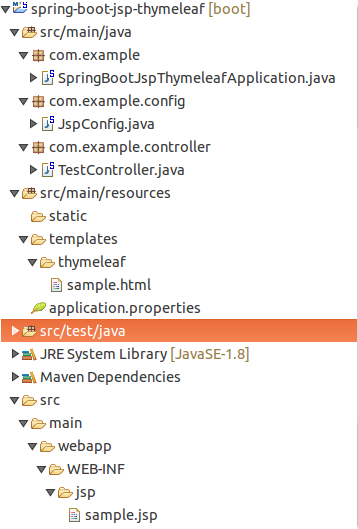 spring-boot-jsp-thymeleaf [boot]
src/main/java
com.example
SpringBootJspThymeleafApplication.java
com.example.config
JspConfig.java
com.example.controller
TestController.java
src/main/resources
static
templates
thymeleaf
sample.html
application.properties
src/test/java
JRE System Library [JavaSE-1.8]
Maven Dependencies
src
main
webapp
WEB-INF
jsp
sample.jsp